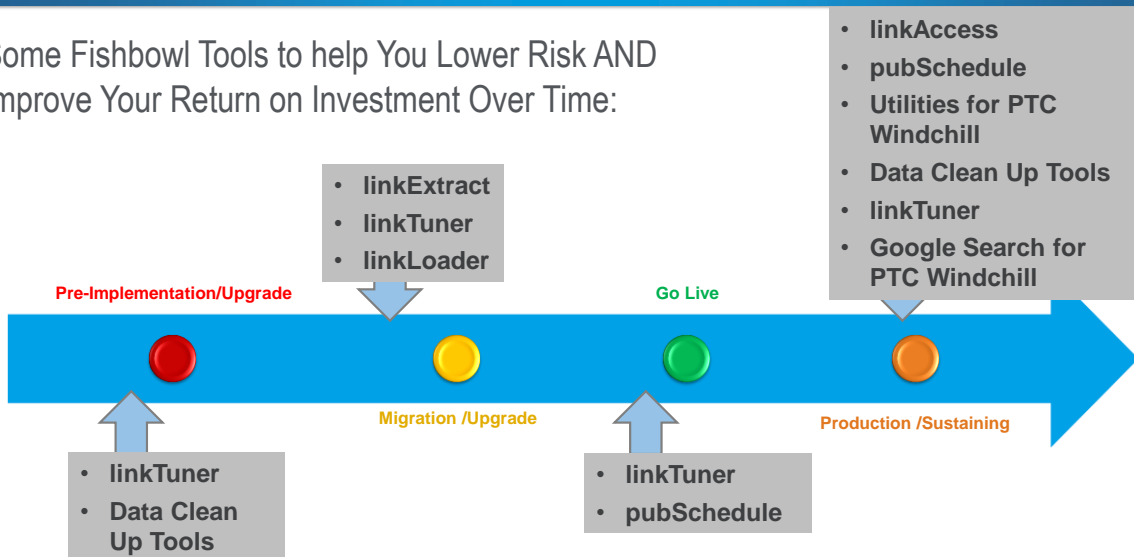 Some Fishbowl Tools to help You Lower Risk AND
Improve Your Return on Investment Over Time:
• linkAccess
• pubSchedule
• Utilities for PTC
Windchill
• Data Clean Up Tools
• linkTuner
• Google Search for
PTC Windchill
• linkExtract
• linkTuner
• linkLoader
Pre-Implementation/Upgrade
Go Live
Migration /Upgrade
Production /Sustaining
• linkTuner
• Data Clean
Up Tools
• linkTuner
• pubSchedule